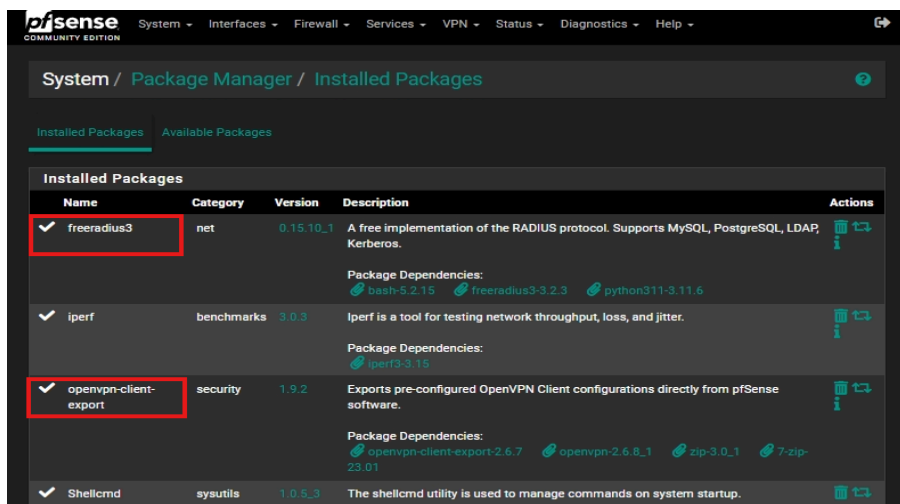 pfsense System Interfaces Firewall Services VPN Status Diagnostics Help
COMMUNITY EDITION
System / Package Manager / Installed Packages
Installed Packages Available Packages
Installed Packages
Name Category Version Description Actions
freeradius3 net 0.15.10_1 A free implementation of the RADIUS protocol. Supports MySQL, PostgreSQL, LDAP,
Kerberos.
Package Dependencies:
bash-5.2.15 freeradius3-3.2.3 python311-3.11.6
iperf benchmarks 3.0.3 Iperf is a tool for testing network throughput, loss, and jitter.
Package Dependencies:
iperf3-3.15
openvpn-client- security 1.9.2 Exports pre-configured OpenVPN Client configurations directly from pfSense
export software.
Package Dependencies:
openvpn-client-export-2.6.7 openvpn-2.6.8_1 zip-3.0_1 7-zip-
23.01
Shellcmd sysutils 1.0.5_3 The shellcmd utility is used to manage commands on system startup.